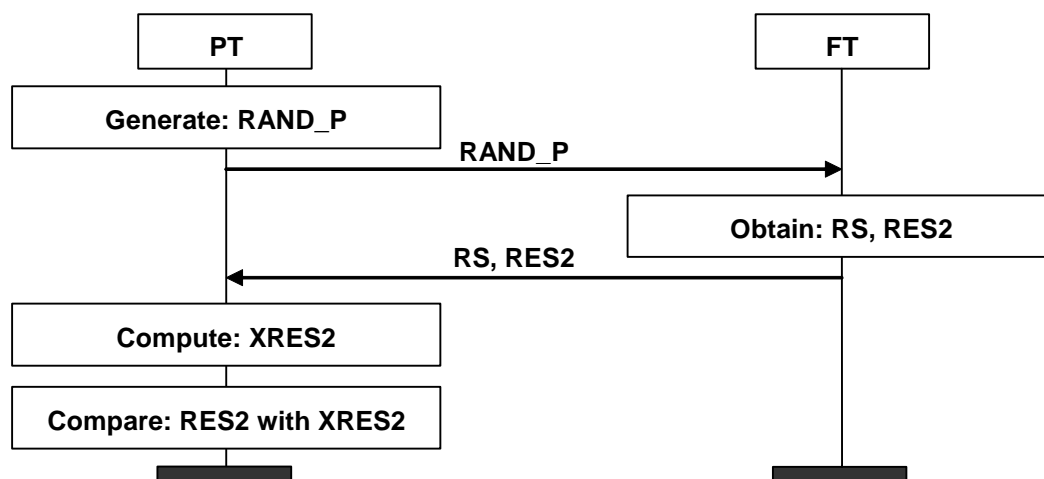 PT
FT
Generate: RAND_P
RAND_P
Obtain: RS, RES2
RS, RES2
Compute: XRES2
Compare: RES2 with XRES2